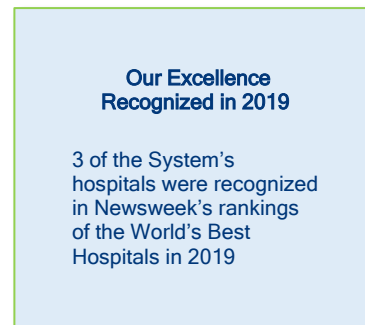 Our Excellence
Recognized in 2019
3 of the System’s
hospitals were recognized
in Newsweek’s rankings
of the World’s Best
Hospitals in 2019